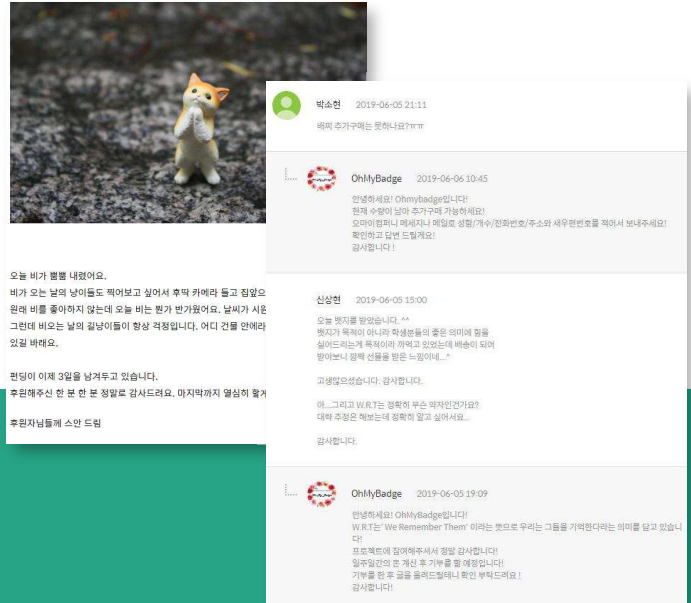 오늘 비가 뿜뿜 내렸어요.
비가 오는 날의 냥이들도 찍어보고 싶어서 후딱 카메라 들고 집앞으
원래 비를 좋아하지 않는데 오늘 비는 뭔가 반가웠어요. 날씨가 시원
그런데 비오는 날의 길냥이들이 항상 걱정입니다. 어디 건물 안에라
있길 바래요.
펀딩이 이제 3일을 남겨두고 있습니다.
후원해주신 한 분 한 분 정말로 감사드려요. 마지막까지 열심히 할게
후원자님들께 스안 드림
박소현 2019-06-05 21:11
배찌 추가구매는 못하나요?ㅠㅠ
OhMyBadge 2019-06-06 10:45
안녕하세요! Ohmybadge입니다!
현재 수량이 남아 추가구매 가능하세요!
오마이컴퍼니 메세지나 메일로 성함/개수/전화번호/주소와 새우편번호를 적어서 보내주세요!
확인하고 답변 드릴게요!
감사합니다 !
신상현 2019-06-05 15:00
오늘 뱃지를 받았습니다. ^^
뱃지가 목적이 아니라 학생분들의 좋은 의미에 힘을
실어드리는게 목적이라 까먹고 있었는데 배송이 되어
받아보니 깜짝 선물을 받은 느낌이네...*
고생많으셨습니다. 감사합니다.
아...그리고 W.R.T는 정확히 무슨 약자인건가요?
대략 추정은 해보는데 정확히 알고 싶어서요...
감사합니다.
OhMyBadge 2019-06-05 19:09
안녕하세요! OhMyBadge입니다!
W.R.T는' We Remember Them' 이라는 뜻으로 우리는 그들을 기억한다라는 의미를 담고 있습니
다!
프로젝트에 참여해주셔서 정말 감사합니다!
일주일간의 돈 계산 후 기부를 할 예정입니다!
기부를 한 후 글을 올려드릴테니 확인 부탁드려요 !
감사합니다!